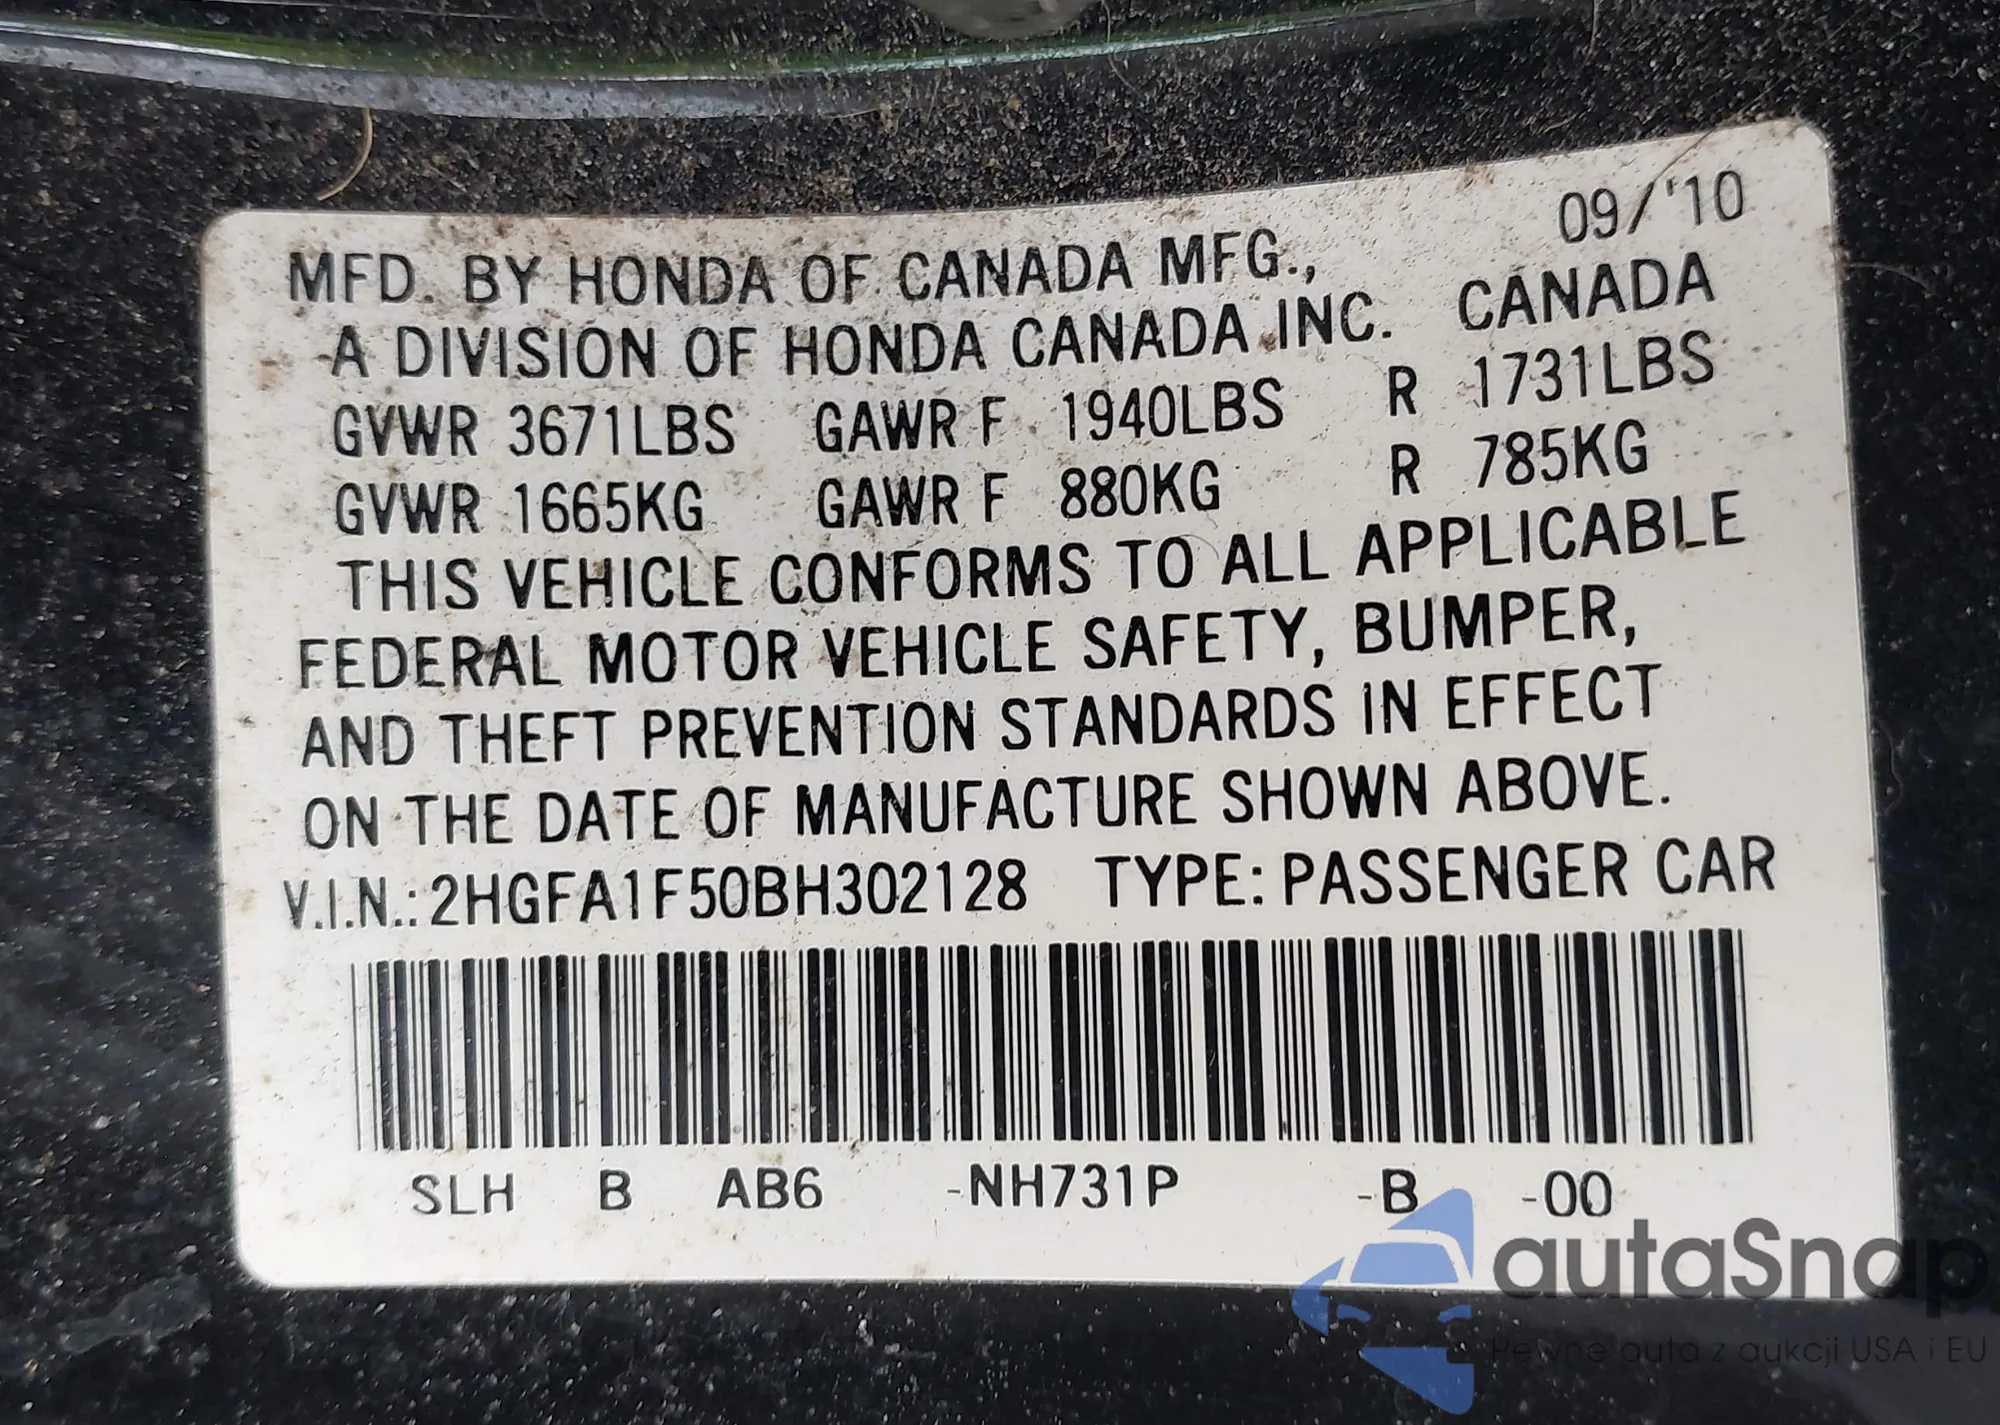 09/'10
MFD. BY HONDA OF CANADA MFG.,
A DIVISION OF HONDA CANADA INC. CANADA
GVWR 3671LBS GAWR F 1940LBS R 1731LBS
GVWR 1665KG GAWR F 880KG R 785KG
THIS VEHICLE CONFORMS TO ALL APPLICABLE
FEDERAL MOTOR VEHICLE SAFETY, BUMPER,
AND THEFT PREVENTION STANDARDS IN EFFECT
ON THE DATE OF MANUFACTURE SHOWN ABOVE.
V.I.N.:2HGFA1F50BH302128 TYPE:PASSENGER CAR
SLH B AB6 -NH731P -B -00
autaSnap
Pewne auta z aukcji USA i EU